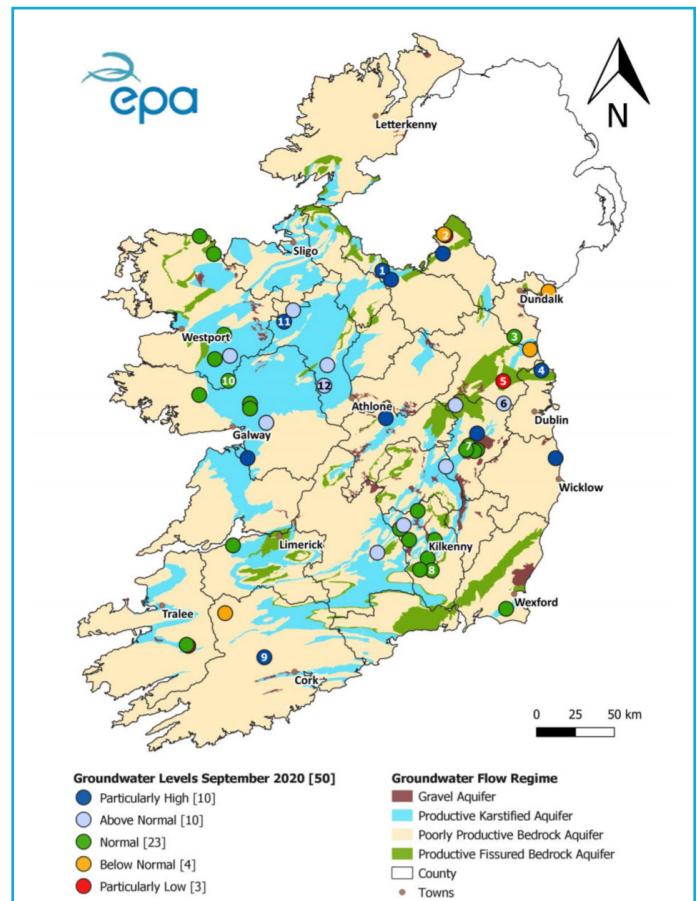 epa
N
Letterkenny
2
Sligo
1
Dundalk
11
3
Westport
4
10
12
5
Athlone
6
Dublin
Galway
7
Wicklow
Limerick
Kilkenny
8
Wexford
Tralee
9
Cork
0 25 50 km
Groundwater Levels September 2020 [50]
Particularly High [10]
Above Normal [10]
Normal [23]
Below Normal [4]
Particularly Low [3]
Groundwater Flow Regime
Gravel Aquifer
Productive Karstified Aquifer
Poorly Productive Bedrock Aquifer
Productive Fissured Bedrock Aquifer
County
Towns